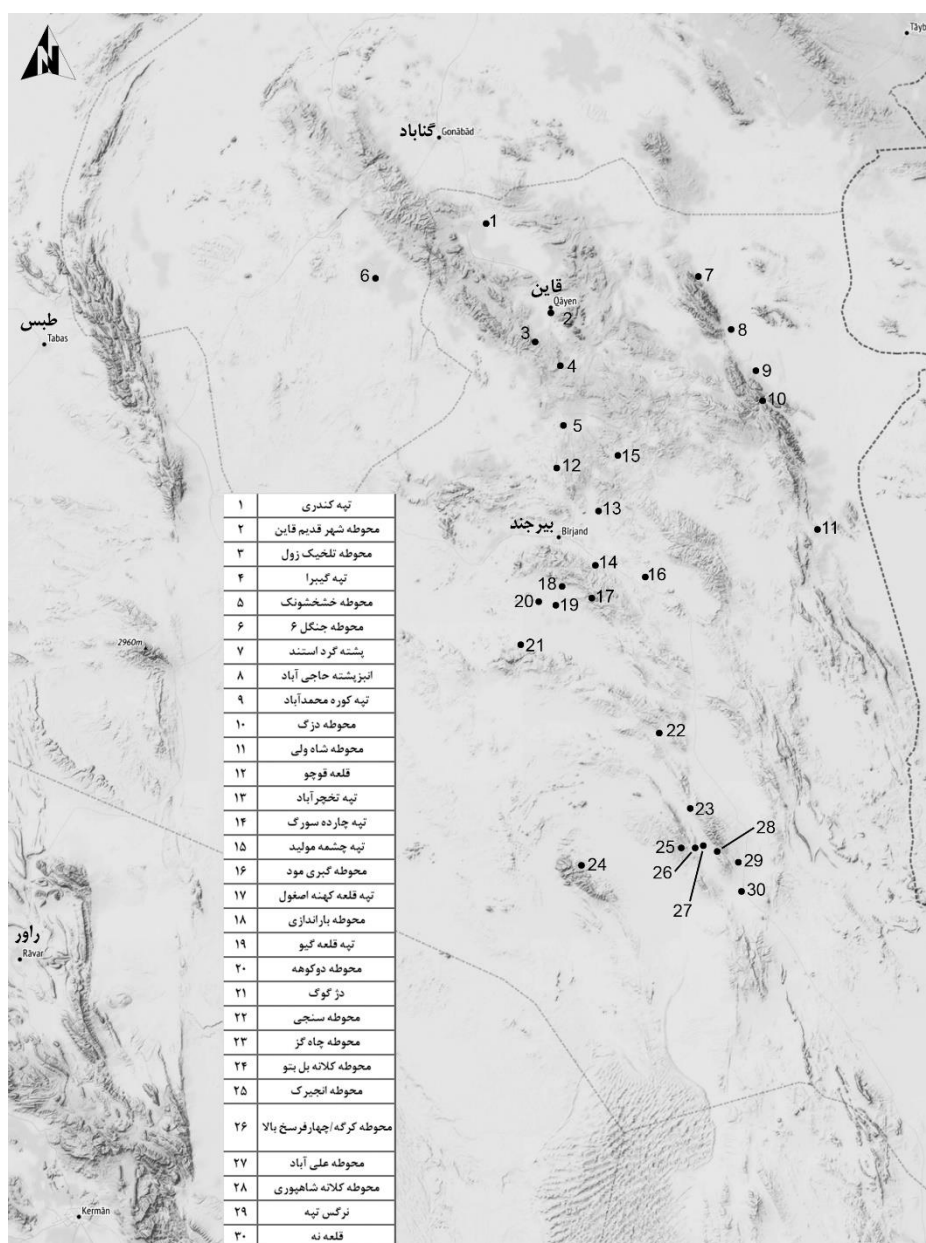 N
Tāyb
گناباد
Gonābād
1
6
قاین
Qāyen
2
7
طبس
Tabas
3
8
4
9
10
5
15
12
13
بیرجند
Bīrjand
11
14
16
18
17
20
19
21
2960m
22
23
28
25
26
24
29
27
30
راور
Rāvar
Kermān
۱ تپه کندری
۲ محوطه شهر قدیم قاین
۳ محوطه تلخیک زول
۴ تپه گیبرا
۵ محوطه خشخشونک
۶ محوطه جنگل ۶
۷ پشته گرد استند
۸ انبزپشته حاجی آباد
۹ تپه کوره محمدآباد
۱۰ محوطه دزگ
۱۱ محوطه شاه ولی
۱۲ قلعه قوچو
۱۳ تپه تخچرآباد
۱۴ تپه چارده سورگ
۱۵ تپه چشمه مولید
۱۶ محوطه گبری مود
۱۷ تپه قلعه کهنه اصغول
۱۸ محوطه باراندازی
۱۹ تپه قلعه گیو
۲۰ محوطه دوکوهه
۲۱ دژ گوگ
۲۲ محوطه سنجی
۲۳ محوطه چاه گز
۲۴ محوطه کلاته بل بتو
۲۵ محوطه انجیرک
۲۶ محوطه کرگه/چهارفرسخ بالا
۲۷ محوطه علی آباد
۲۸ محوطه کلاته شاهپوری
۲۹ نرگس تپه
۳۰ قلعه نه